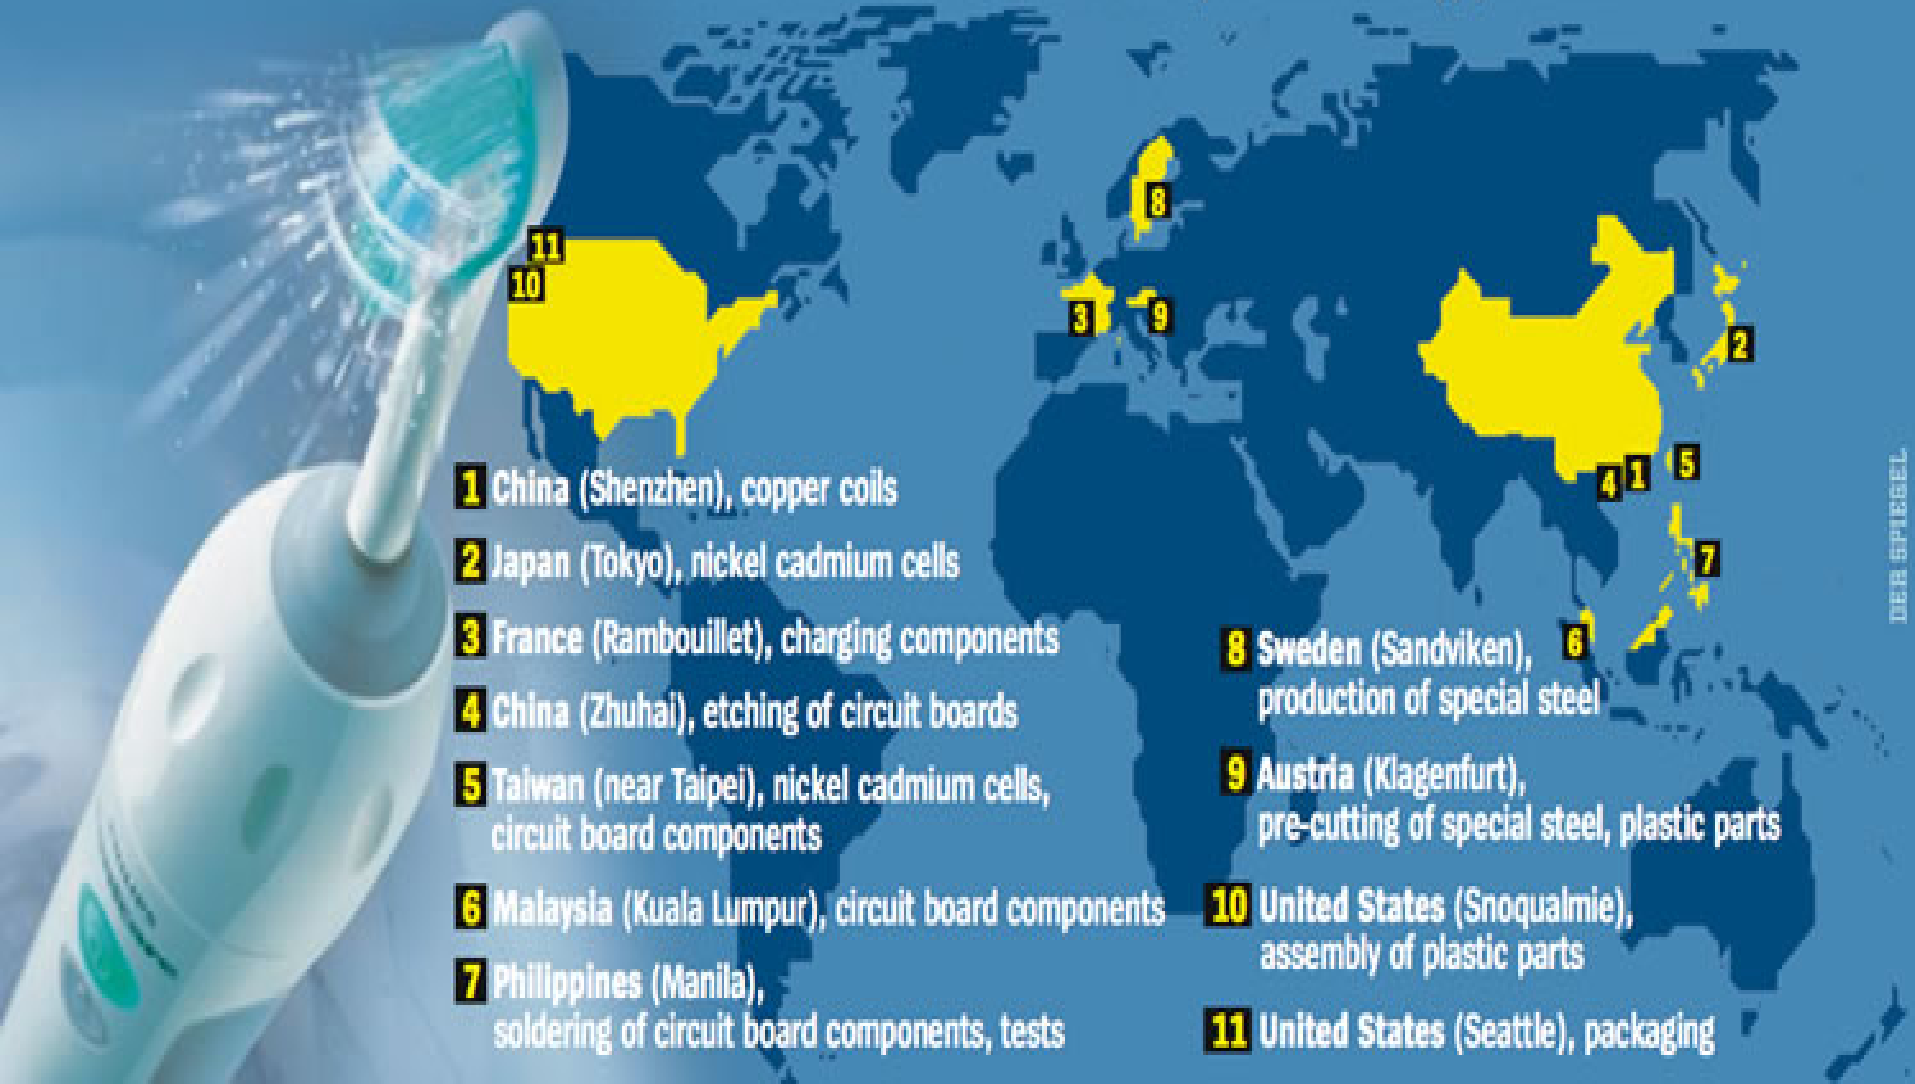 11
10
8
3
9
2
4
1
5
7
6
1 China (Shenzhen), copper coils
2 Japan (Tokyo), nickel cadmium cells
3 France (Rambouillet), charging components
4 China (Zhuhai), etching of circuit boards
5 Taiwan (near Taipei), nickel cadmium cells,
circuit board components
6 Malaysia (Kuala Lumpur), circuit board components
7 Philippines (Manila),
soldering of circuit board components, tests
8 Sweden (Sandviken),
production of special steel
9 Austria (Klagenfurt),
pre-cutting of special steel, plastic parts
10 United States (Snoqualmie),
assembly of plastic parts
11 United States (Seattle), packaging
DER SPIEGEL